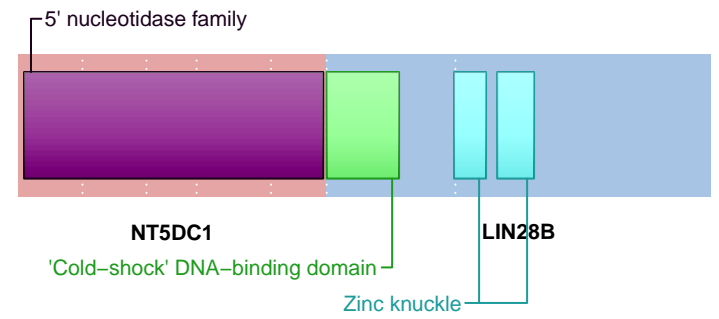 5' nucleotidase family
NT5DC1
LIN28B
'Cold−shock' DNA−binding domain
Zinc knuckle